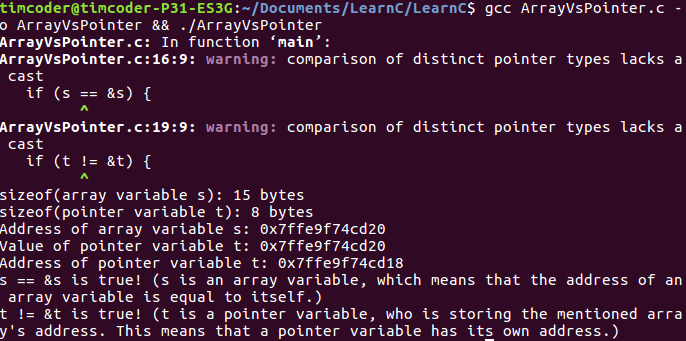 timcoder@timcoder-P31-ES3G:~/Documents/LearnC/LearnC$ gcc ArrayVsPointer.c -
o ArrayVsPointer && ./ArrayVsPointer
ArrayVsPointer.c: In function ‘main’:
ArrayVsPointer.c:16:9: warning: comparison of distinct pointer types lacks a
 cast
   if (s == &s) {
         ^
ArrayVsPointer.c:19:9: warning: comparison of distinct pointer types lacks a
 cast
   if (t != &t) {
         ^
sizeof(array variable s): 15 bytes
sizeof(pointer variable t): 8 bytes
Address of array variable s: 0x7ffe9f74cd20
Value of pointer variable t: 0x7ffe9f74cd20
Address of pointer variable t: 0x7ffe9f74cd18
s == &s is true! (s is an array variable, which means that the address of an
 array variable is equal to itself.)
t != &t is true! (t is a pointer variable, who is storing the mentioned arra
y's address. This means that a pointer variable has its own address.)